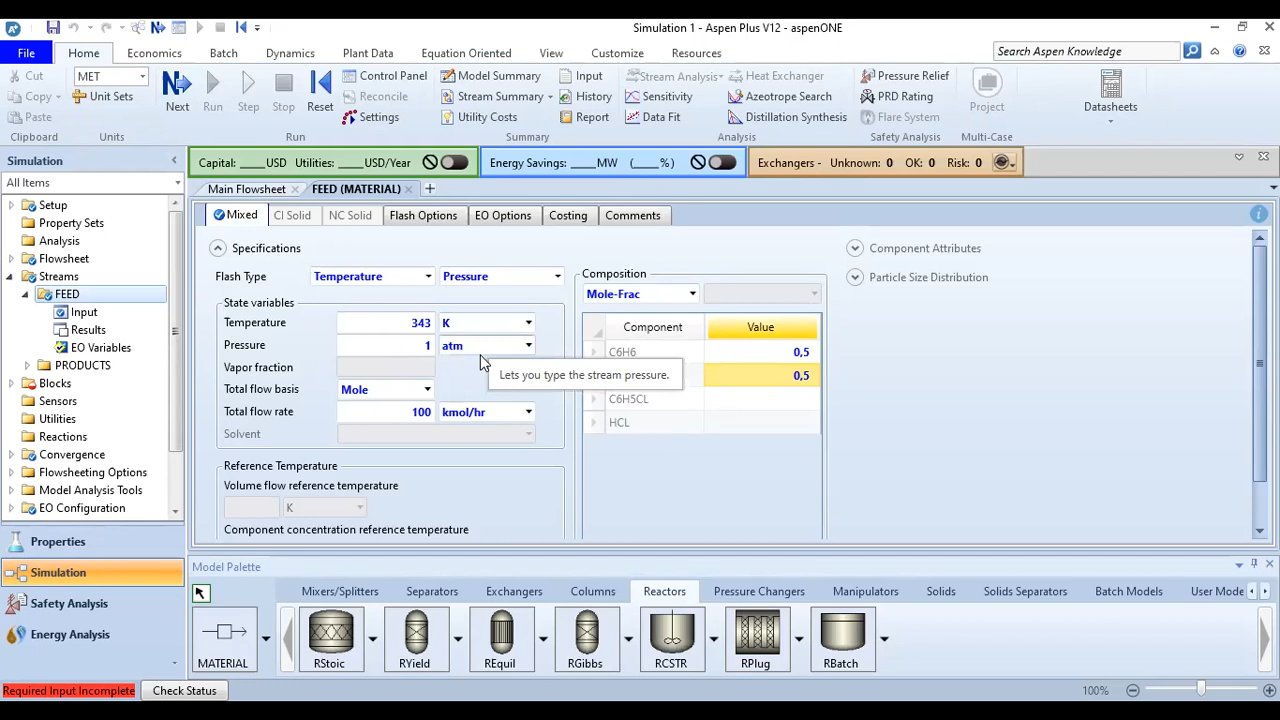 Simulation 1 - Aspen Plus V12 - aspenONE
File Home Economics Batch Dynamics Plant Data Equation Oriented View Customize Resources Search Aspen Knowledge
Cut MET Control Panel Model Summary Input Stream Analysis Heat Exchanger Pressure Relief
Copy Unit Sets Next Run Step Stop Reset Reconcile Stream Summary History Sensitivity Azeotrope Search PRD Rating Project Datasheets
Paste Settings Utility Costs Report Data Fit Distillation Synthesis Flare System
Clipboard Units Run Summary Analysis Safety Analysis Multi-Case
Simulation Capital: ____USD Utilities: ____USD/Year Energy Savings: ____MW (____%) Exchangers - Unknown: 0 OK: 0 Risk: 0
All Items Main Flowsheet FEED (MATERIAL)
Setup
Property Sets
Analysis
Flowsheet
Streams
FEED
Input
Results
EO Variables
PRODUCTS
Blocks
Sensors
Utilities
Reactions
Convergence
Flowsheeting Options
Model Analysis Tools
EO Configuration
Properties
Simulation
Safety Analysis
Energy Analysis
Mixed CI Solid NC Solid Flash Options EO Options Costing Comments
Specifications
Flash Type Temperature Pressure
State variables
Temperature 343 K
Pressure 1 atm
Vapor fraction
Total flow basis Mole
Total flow rate 100 kmol/hr
Solvent
Reference Temperature
Volume flow reference temperature
K
Component concentration reference temperature
Lets you type the stream pressure.
Composition
Mole-Frac
Component Value
C6H6 0,5
0,5
C6H5CL
HCL
Component Attributes
Particle Size Distribution
Model Palette
Mixers/Splitters Separators Exchangers Columns Reactors Pressure Changers Manipulators Solids Solids Separators Batch Models User Mode
MATERIAL RStoic RYield REquil RGibbs RCSTR RPlug RBatch
Required Input Incomplete Check Status 100%